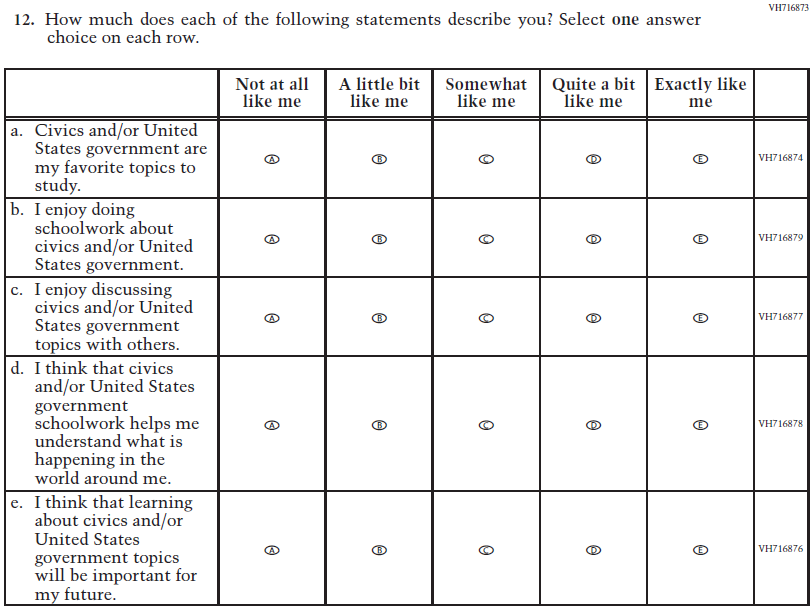 VH716873
12. How much does each of the following statements describe you? Select one answer
choice on each row.
Not at all
like me
A little bit
like me
Somewhat
like me
Quite a bit
like me
Exactly like
me
a. Civics and/or United
States government are
my favorite topics to
study.
A B C D E VH716874
b. I enjoy doing
schoolwork about
civics and/or United
States government.
A B C D E VH716879
c. I enjoy discussing
civics and/or United
States government
topics with others.
A B C D E VH716877
d. I think that civics
and/or United States
government
schoolwork helps me
understand what is
happening in the
world around me.
A B C D E VH716878
e. I think that learning
about civics and/or
United States
government topics
will be important for
my future.
A B C D E VH716876